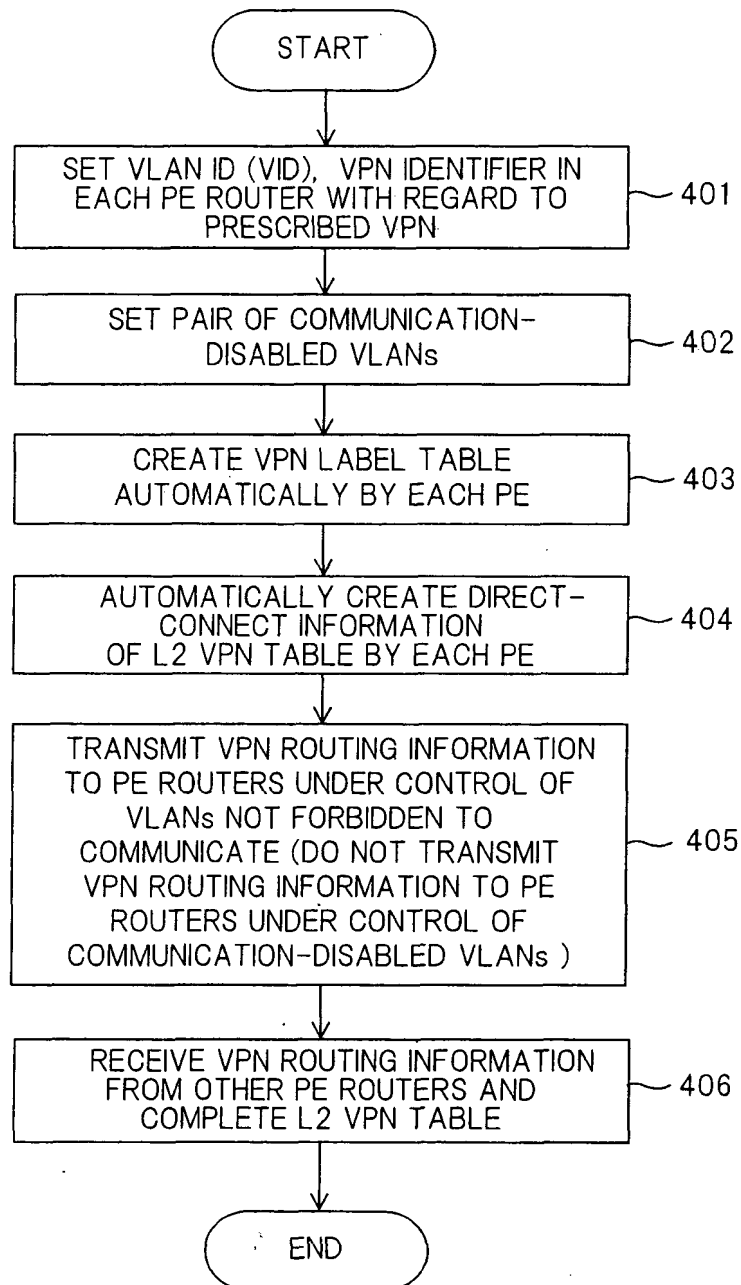 START
SET VLAN ID (VID), VPN IDENTIFIER IN
EACH PE ROUTER WITH REGARD TO
PRESCRIBED VPN
401
SET PAIR OF COMMUNICATION-
DISABLED VLANs
402
CREATE VPN LABEL TABLE
AUTOMATICALLY BY EACH PE
403
AUTOMATICALLY CREATE DIRECT-
CONNECT INFORMATION
OF L2 VPN TABLE BY EACH PE
404
TRANSMIT VPN ROUTING INFORMATION
TO PE ROUTERS UNDER CONTROL OF
VLANs NOT FORBIDDEN TO
COMMUNICATE (DO NOT TRANSMIT
VPN ROUTING INFORMATION TO PE
ROUTERS UNDER CONTROL OF
COMMUNICATION-DISABLED VLANs )
405
RECEIVE VPN ROUTING INFORMATION
FROM OTHER PE ROUTERS AND
COMPLETE L2 VPN TABLE
406
END